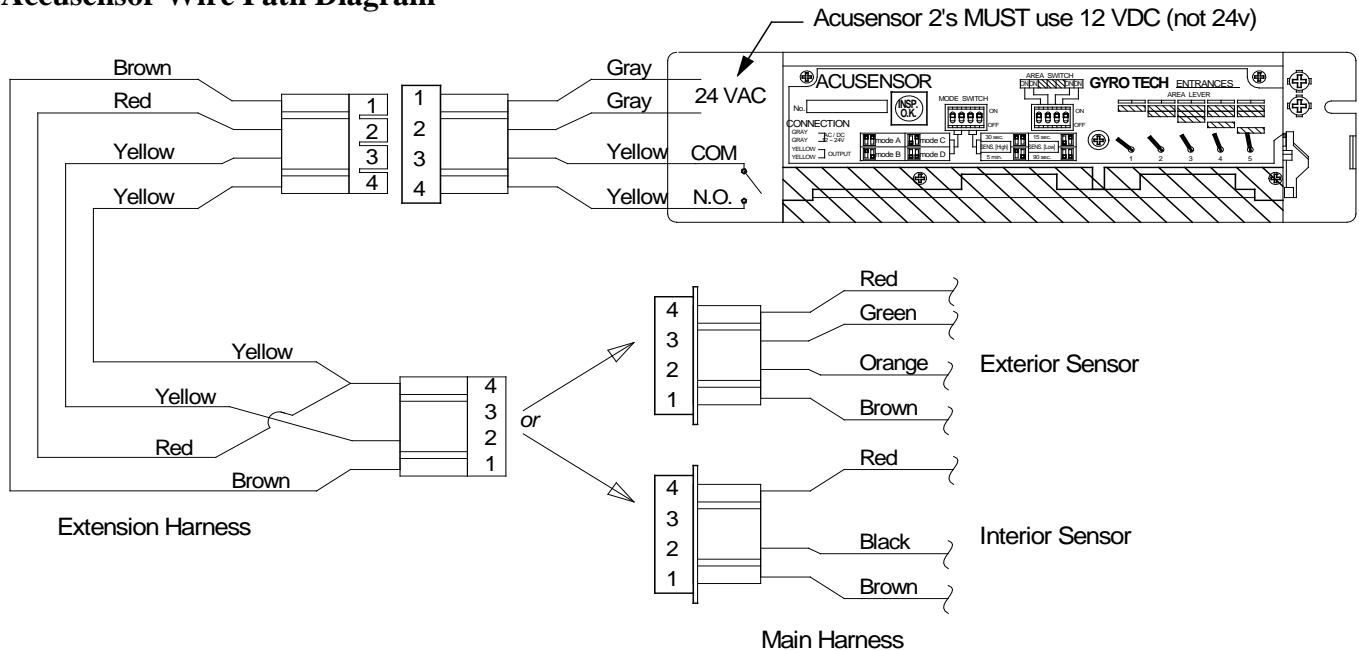 Accusensor Wire Path Diagram
Acusensor 2's MUST use 12 VDC (not 24v)
Brown
Red
Yellow
Yellow
1
2
3
4
1
2
3
4
Gray
Gray
Yellow
Yellow
24 VAC
COM
N.O.
ACUSENSOR
No.
INSP.
O.K.
CONNECTION
GRAY
GRAY
AC / DC
12 ~ 24V
YELLOW
YELLOW
OUTPUT
MODE SWITCH
ON
OFF
mode A
mode C
mode B
mode D
AREA SWITCH
ON
OFF
30 sec.
15 sec.
SENS. [High]
SENS. [Low]
5 min.
90 sec.
GYRO TECH ENTRANCES
AREA LEVER
1 2 3 4 5
Yellow
Yellow
Red
Brown
4
3
2
1
or
Extension Harness
4
3
2
1
Red
Green
Orange
Brown
Exterior Sensor
4
3
2
1
Red
Black
Brown
Interior Sensor
Main Harness